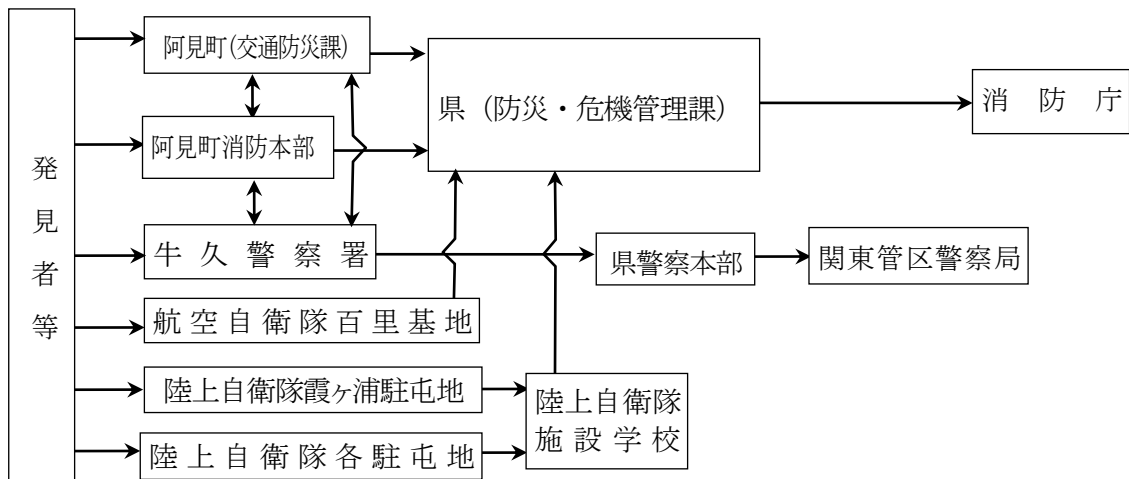 発見者等
阿見町(交通防災課)
阿見町消防本部
牛久警察署
航空自衛隊百里基地
陸上自衛隊霞ヶ浦駐屯地
陸上自衛隊各駐屯地
県（防災・危機管理課）
県警察本部
陸上自衛隊
施設学校
消防庁
関東管区警察局